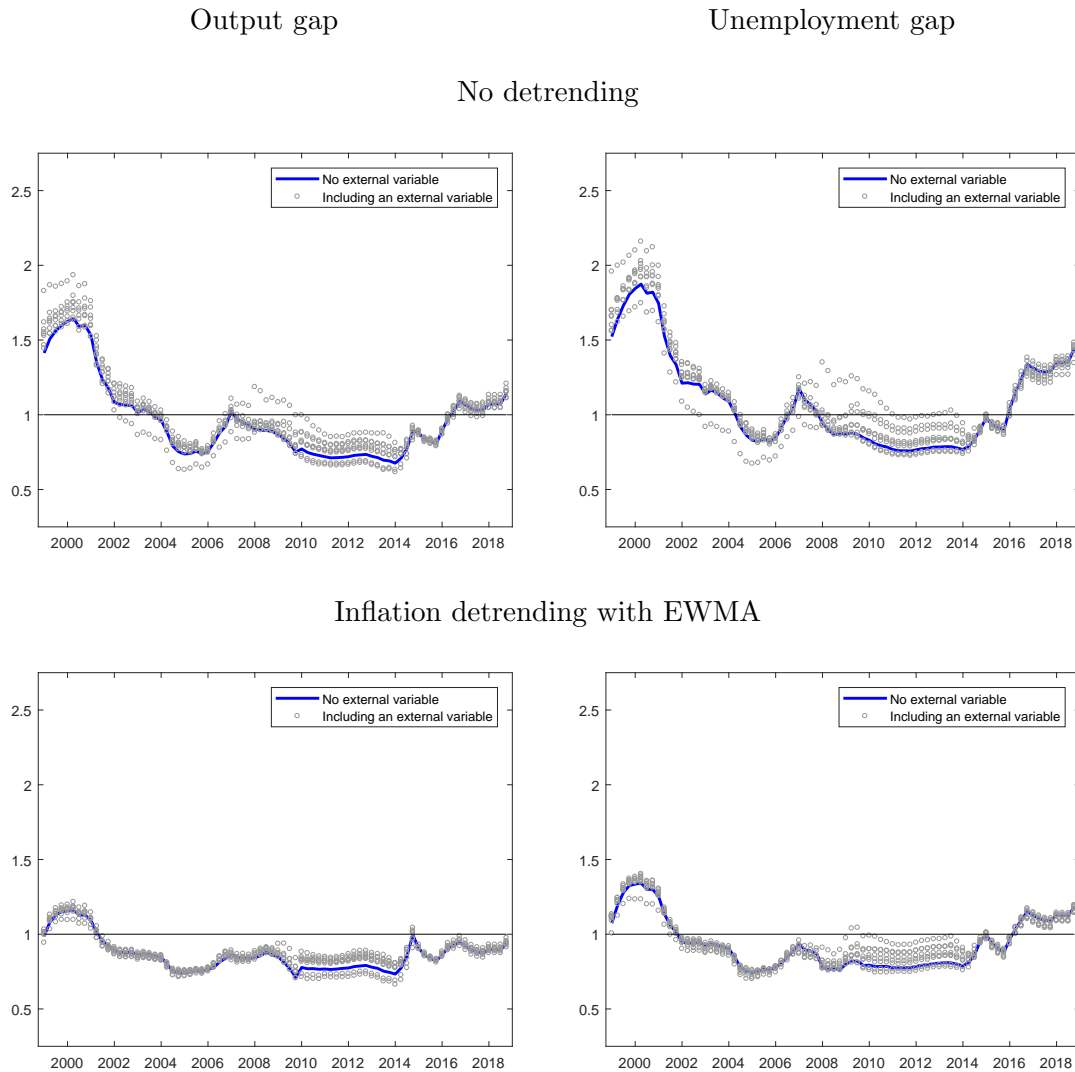 Output gap
Unemployment gap
No detrending
2.5
2
1.5
1
0.5
2000 2002 2004 2006 2008 2010 2012 2014 2016 2018
No external variable
Including an external variable
2.5
2
1.5
1
0.5
2000 2002 2004 2006 2008 2010 2012 2014 2016 2018
No external variable
Including an external variable
Inflation detrending with EWMA
2.5
2
1.5
1
0.5
2000 2002 2004 2006 2008 2010 2012 2014 2016 2018
No external variable
Including an external variable
2.5
2
1.5
1
0.5
2000 2002 2004 2006 2008 2010 2012 2014 2016 2018
No external variable
Including an external variable